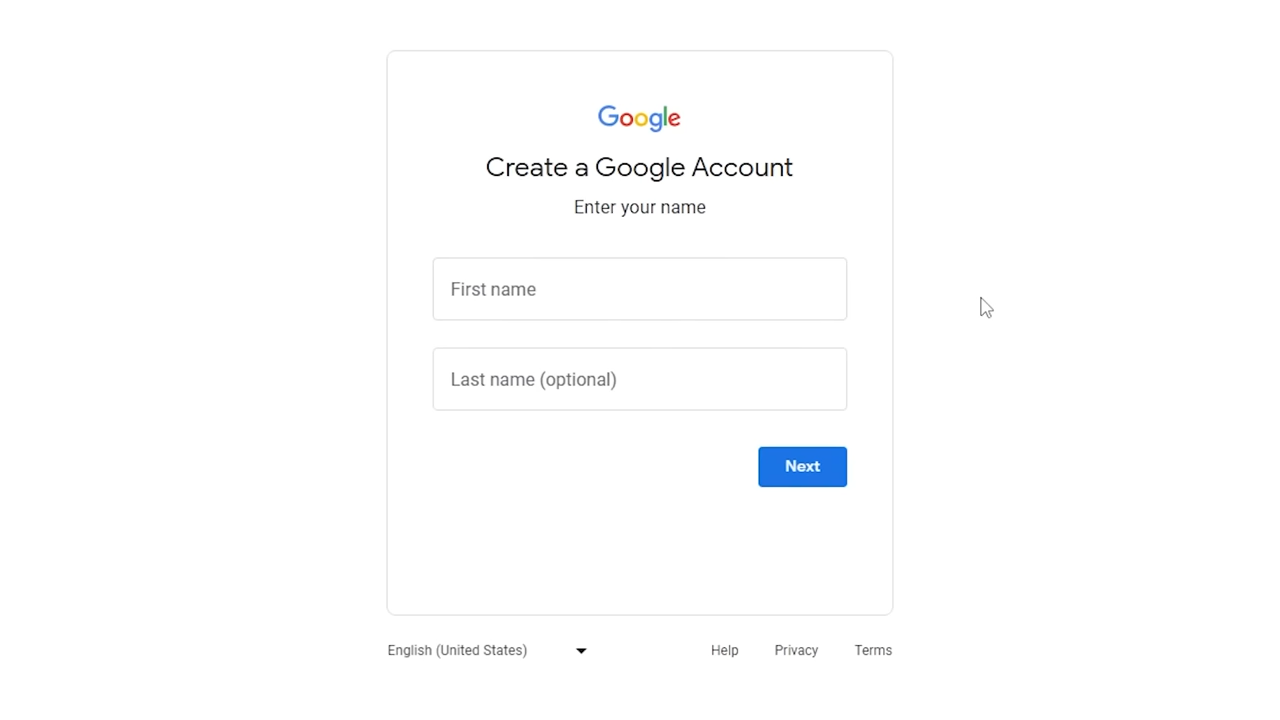 Google
Create a Google Account
Enter your name
First name
Last name (optional)
Next
English (United States)
Help
Privacy
Terms